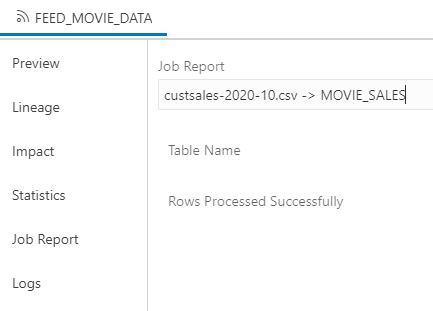 FEED_MOVIE_DATA
Preview
Lineage
Impact
Statistics
Job Report
Logs
Job Report
custsales-2020-10.csv -> MOVIE_SALES
Table Name
Rows Processed Successfully